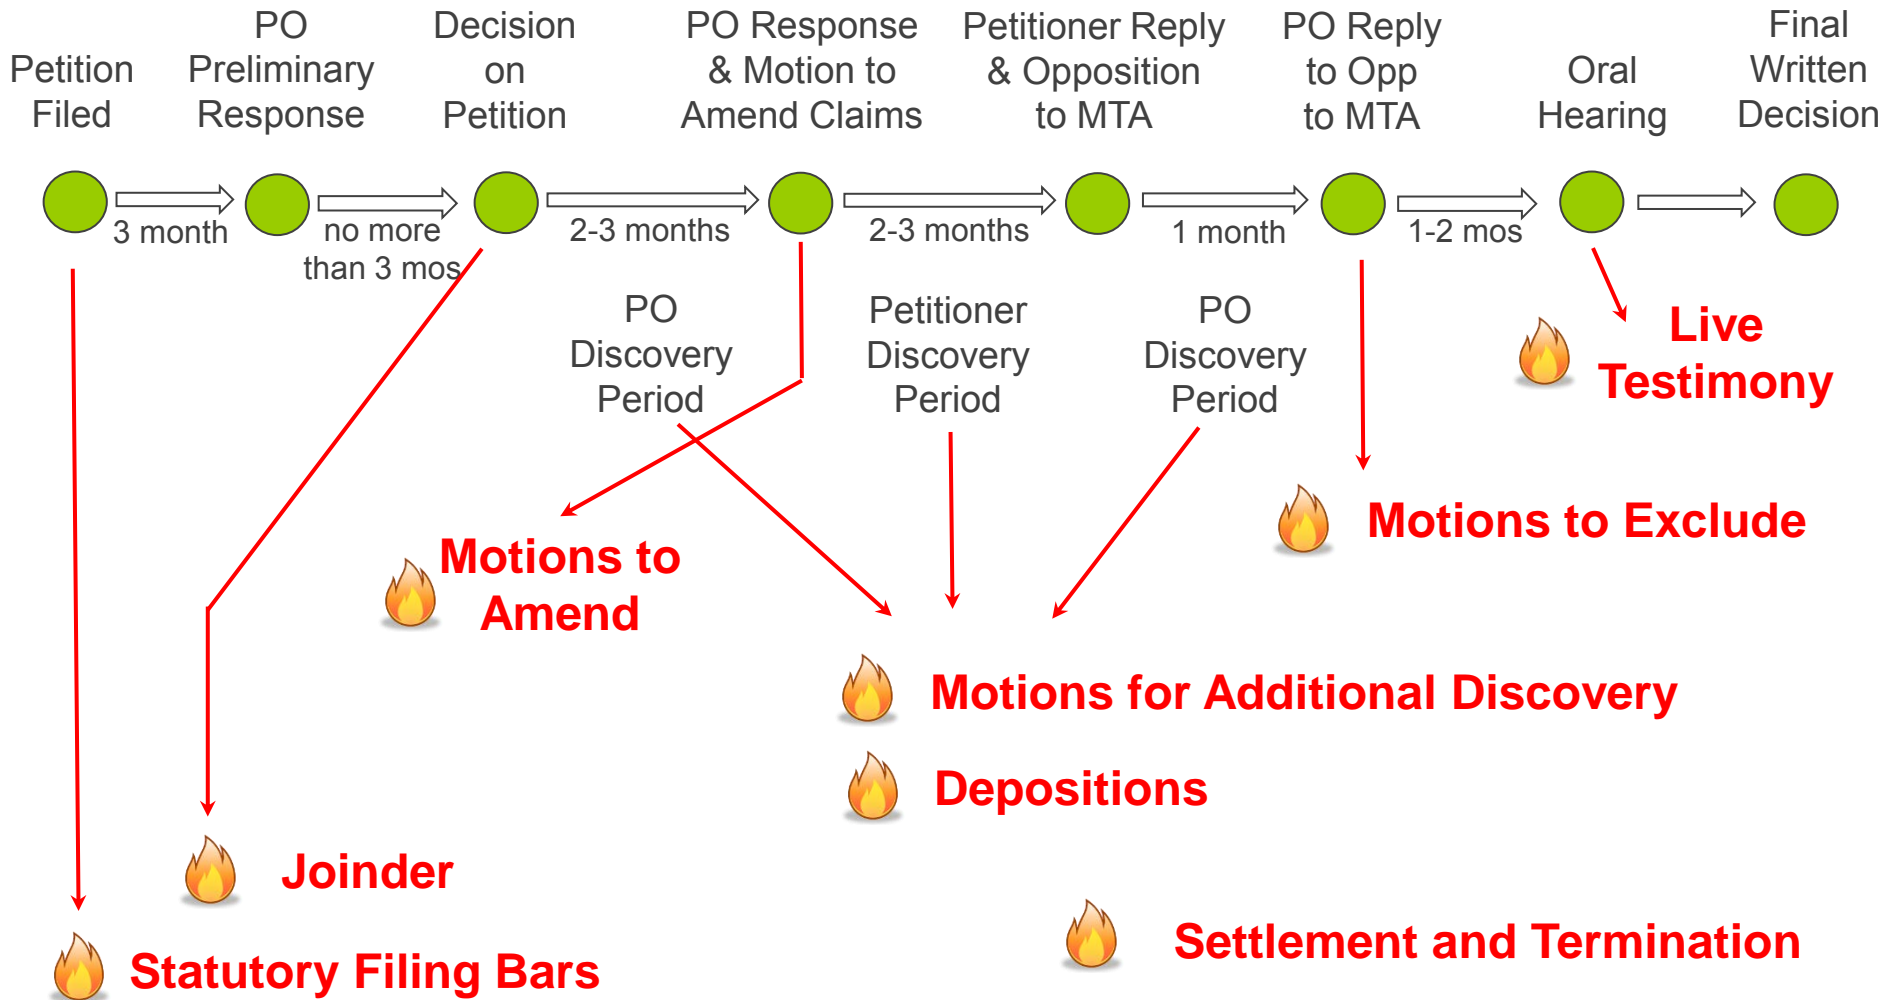 Petition
Filed
PO
Preliminary
Response
Decision
on
Petition
PO Response
& Motion to
Amend Claims
Petitioner Reply
& Opposition
to MTA
PO Reply
to Opp
to MTA
Oral
Hearing
Final
Written
Decision
3 month
no more
than 3 mos
2-3 months
2-3 months
1 month
1-2 mos
PO
Discovery
Period
Petitioner
Discovery
Period
PO
Discovery
Period
Live
Testimony
Motions to Exclude
Motions to
Amend
Motions for Additional Discovery
Depositions
Joinder
Settlement and Termination
Statutory Filing Bars